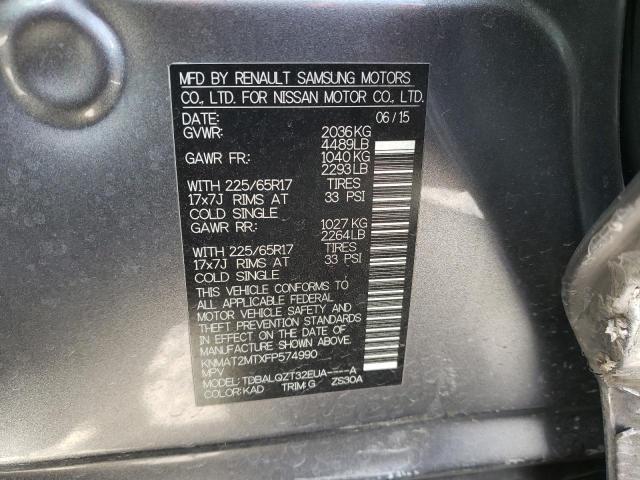 MFD BY RENAULT SAMSUNG MOTORS
CO., LTD. FOR NISSAN MOTOR CO., LTD.
DATE: 06/15
GVWR: 2036KG
4489LB
GAWR FR: 1040KG
2293LB
WITH 225/65R17 TIRES
17x7J RIMS AT 33 PSI
COLD SINGLE
GAWR RR: 1027KG
2264LB
WITH 225/65R17 TIRES
17x7J RIMS AT 33 PSI
COLD SINGLE
THIS VEHICLE CONFORMS TO
ALL APPLICABLE FEDERAL
MOTOR VEHICLE SAFETY AND
THEFT PREVENTION STANDARDS
IN EFFECT ON THE DATE OF
MANUFACTURE SHOWN ABOVE.
KNMAT2MTXFP574990
MPV
MODEL: TDBALQZT32EUA----A
COLOR:KAD TRIM:G ZS30A